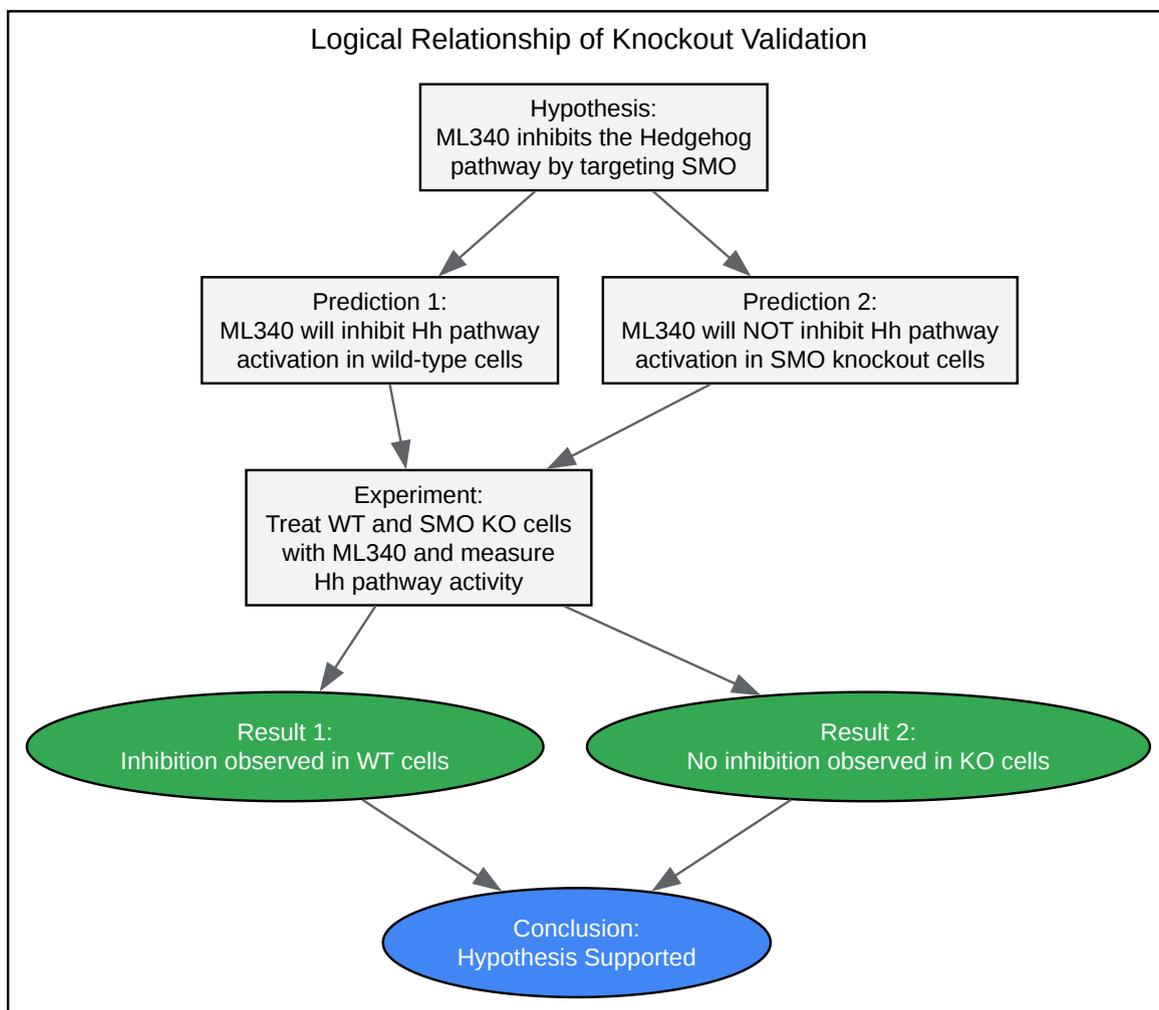 Logical Relationship of Knockout Validation
Hypothesis:
ML340 inhibits the Hedgehog
pathway by targeting SMO
Prediction 1:
ML340 will inhibit Hh pathway
activation in wild-type cells
Prediction 2:
ML340 will NOT inhibit Hh pathway
activation in SMO knockout cells
Experiment:
Treat WT and SMO KO cells
with ML340 and measure
Hh pathway activity
Result 1:
Inhibition observed in WT cells
Result 2:
No inhibition observed in KO cells
Conclusion:
Hypothesis Supported